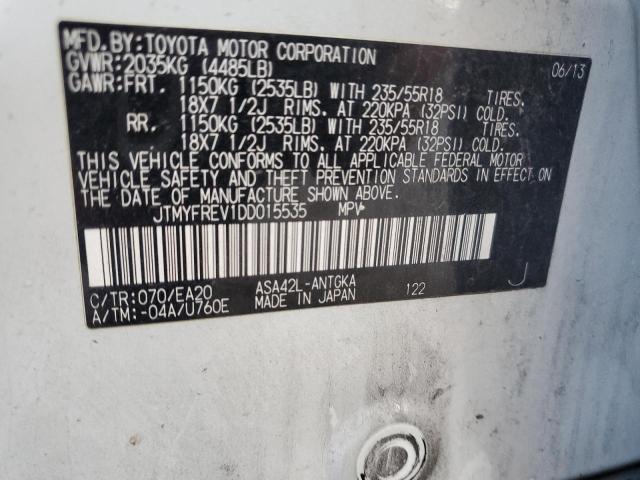 MFD.BY:TOYOTA MOTOR CORPORATION 06/13
GVWR:2035KG (4485LB)
GAWR:FRT. 1150KG (2535LB) WITH 235/55R18 TIRES.
18X7 1/2J RIMS. AT 220KPA (32PSI) COLD.
RR. 1150KG (2535LB) WITH 235/55R18 TIRES.
18X7 1/2J RIMS. AT 220KPA (32PSI) COLD.
THIS VEHICLE CONFORMS TO ALL APPLICABLE FEDERAL MOTOR
VEHICLE SAFETY AND THEFT PREVENTION STANDARDS IN EFFECT ON
THE DATE OF MANUFACTURE SHOWN ABOVE.
JTMYFREV1DD015535 MPV
C/TR:070/EA20 ASA42L-ANTGKA 122 J
A/TM:-04A/U760E MADE IN JAPAN